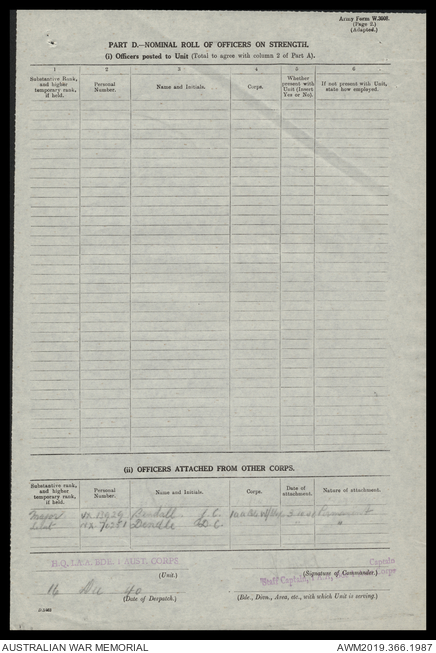 Army Form W.3008.
(Page 2.)
(Adapted.)
PART D.—NOMINAL ROLL OF OFFICERS ON STRENGTH.
(i) Officers posted to Unit (Total to agree with column 2 of Part A).
1 2 3 4 5 6
Substantive Rank, and higher temporary rank, if held. Personal Number. Name and Initials. Corps. Whether present with Unit (Insert Yes or No). If not present with Unit, state how employed.
(ii) OFFICERS ATTACHED FROM OTHER CORPS.
Substantive rank, and higher temporary rank, if held. Personal Number. Name and Initials. Corps. Date of attachment. Nature of attachment.
Major Permanent
Lieut D.C. "
H.Q. I.A.A. AUST. CORPS Captain
(Unit.) (Signature of Commander.)
Staff Captain
16 Dec 40
(Date of Despatch.) (Bde., Divn., Area, etc., with which Unit is serving.)
AUSTRALIAN WAR MEMORIAL AWM2019.366.1987